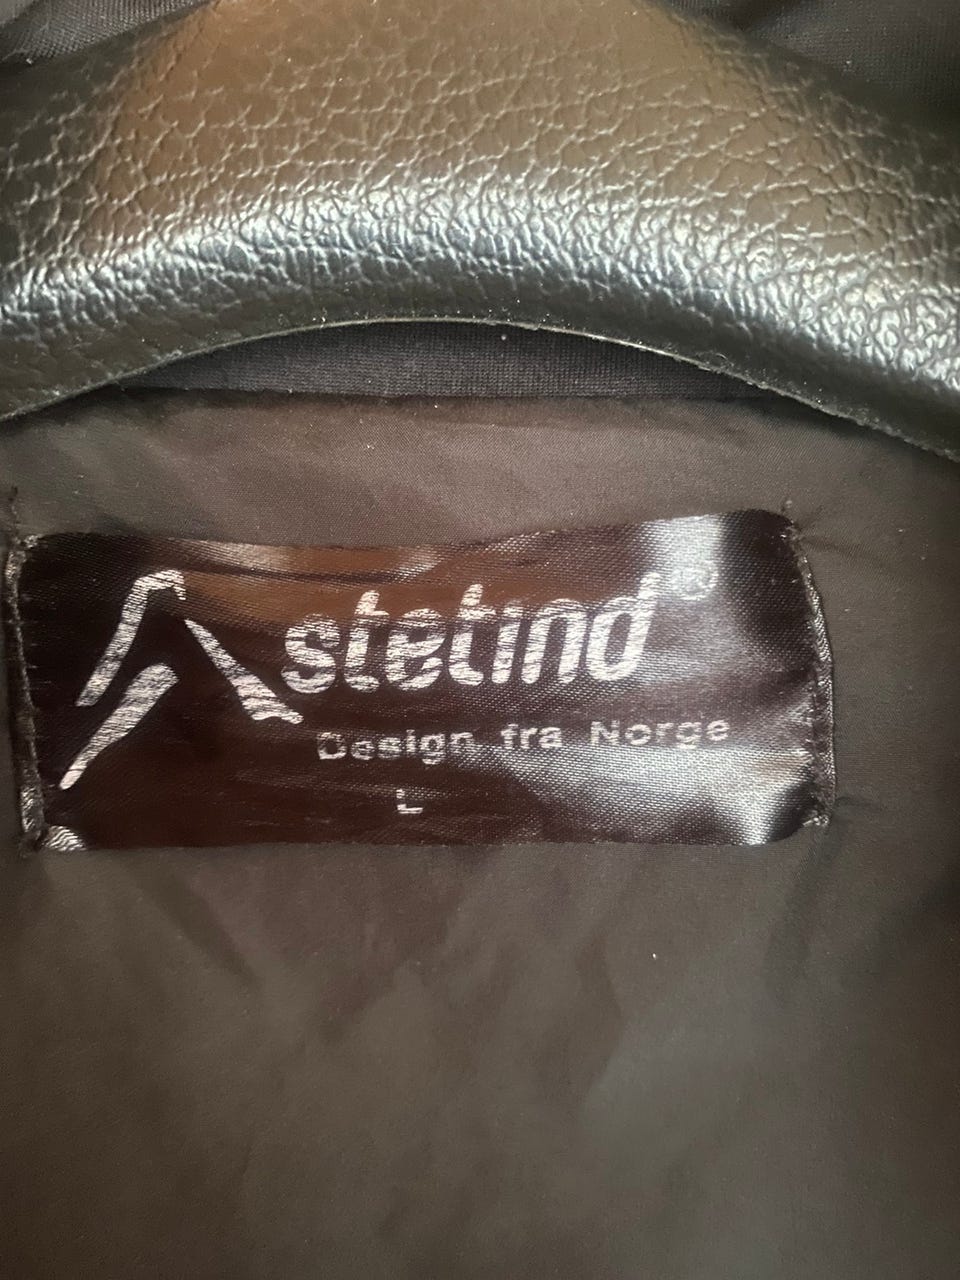 stetind®
Design fra Norge
L